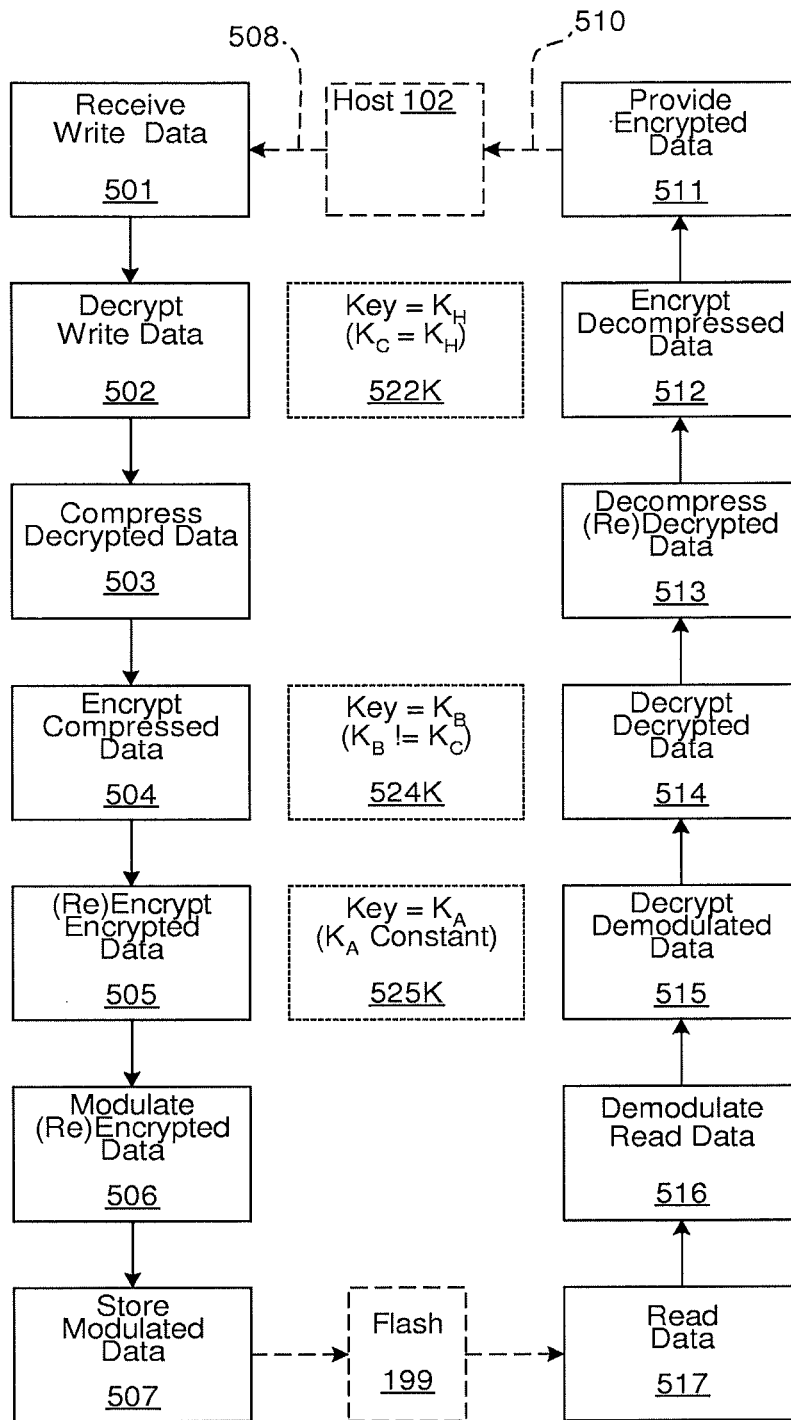 508
510
Receive
Write Data
501
Host 102
Provide
Encrypted
Data
511
Decrypt
Write Data
502
Key = K_H
(K_C = K_H)
522K
Encrypt
Decompressed
Data
512
Compress
Decrypted Data
503
Decompress
(Re)Decrypted
Data
513
Encrypt
Compressed
Data
504
Key = K_B
(K_B != K_C)
524K
Decrypt
Decrypted
Data
514
(Re)Encrypt
Encrypted
Data
505
Key = K_A
(K_A Constant)
525K
Decrypt
Demodulated
Data
515
Modulate
(Re)Encrypted
Data
506
Demodulate
Read Data
516
Store
Modulated
Data
507
Flash
199
Read
Data
517